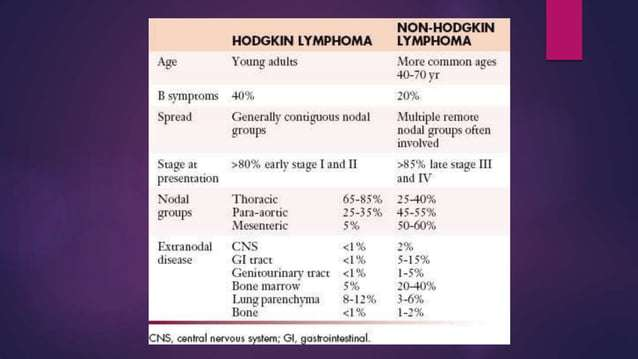 HODGKIN LYMPHOMA NON-HODGKIN LYMPHOMA
Age Young adults More common ages
40-70 yr
B symptoms 40% 20%
Spread Generally contiguous nodal Multiple remote
groups nodal groups often
involved
Stage at >80% early stage I and II >85% late stage III
presentation and IV
Nodal Thoracic 65-85% 25-40%
groups Para-aortic 25-35% 45-55%
Mesenteric 5% 50-60%
Extranodal CNS <1% 2%
disease GI tract <1% 5-15%
Genitourinary tract <1% 1-5%
Bone marrow 5% 20-40%
Lung parenchyma 8-12% 3-6%
Bone <1% 1-2%
CNS, central nervous system; GI, gastrointestinal.